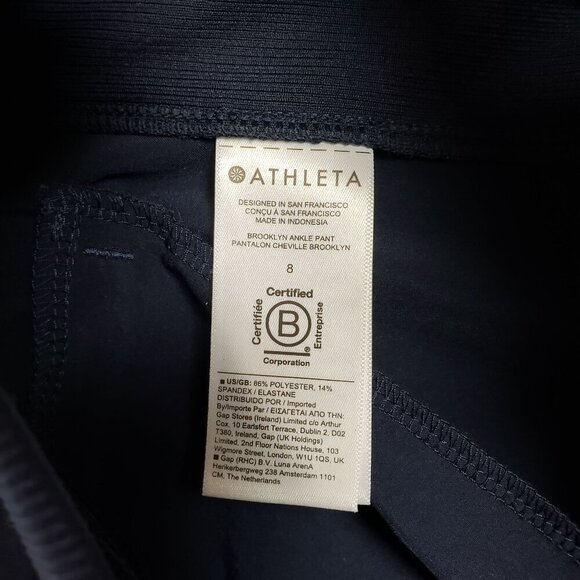 ATHLETA
DESIGNED IN SAN FRANCISCO
CONÇU À SAN FRANCISCO
MADE IN INDONESIA
BROOKLYN ANKLE PANT
PANTALON CHEVILLE BROOKLYN
8
Certified
Certifiée
B
Entreprise
®
Corporation
■ US/GB: 86% POLYESTER, 14%
SPANDEX / ELASTANE
DISTRIBUIDO POR / Imported
By/Importe Par / ΕΙΣΑΓΕΤΑΙ ΑΠΟ ΤΗΝ:
Gap Stores (Ireland) Limited c/o Arthur
Cox, 10 Earlsfort Terrace, Dublin 2, D02
T380, Ireland; Gap (UK Holdings)
Limited, 2nd Floor Nations House, 103
Wigmore Street, London, W1U 1QS, UK
■ Gap (RHC) B.V. Luna ArenA
Herikerbergweg 238 Amsterdam 1101
CM, The Netherlands